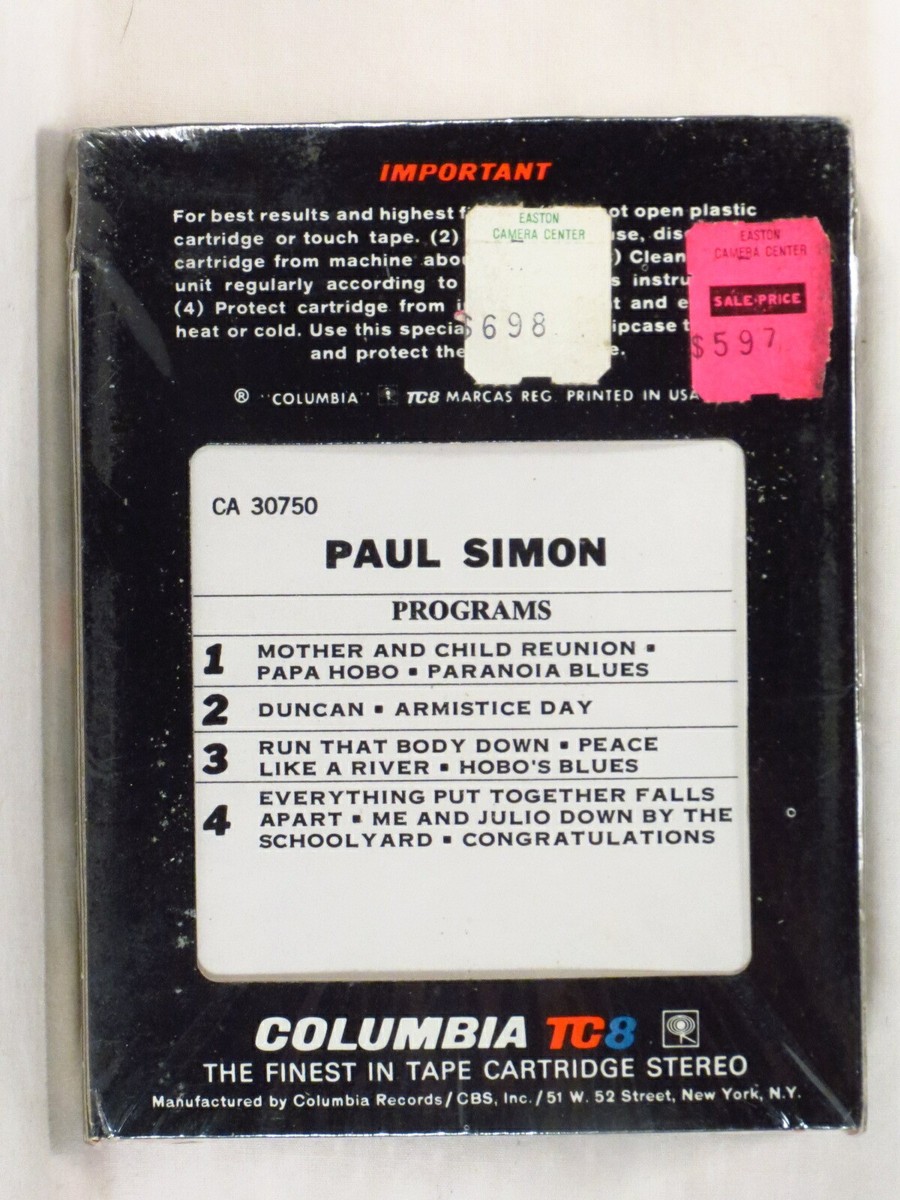 IMPORTANT
For best results and highest f ot open plastic
cartridge or touch tape. (2) use, dis
cartridge from machine abou ) Clean
unit regularly according to s instru
(4) Protect cartridge from i t and e
heat or cold. Use this specia ipcase t
and protect the e.
EASTON
CAMERA CENTER
$698
EASTON
CAMERA CENTER
SALE-PRICE
$597
® "COLUMBIA" TC8 MARCAS REG. PRINTED IN USA
CA 30750
PAUL SIMON
PROGRAMS
1 MOTHER AND CHILD REUNION ▪
PAPA HOBO ▪ PARANOIA BLUES
2 DUNCAN ▪ ARMISTICE DAY
3 RUN THAT BODY DOWN ▪ PEACE
LIKE A RIVER ▪ HOBO'S BLUES
4 EVERYTHING PUT TOGETHER FALLS
APART ▪ ME AND JULIO DOWN BY THE
SCHOOLYARD ▪ CONGRATULATIONS
COLUMBIA TC8
THE FINEST IN TAPE CARTRIDGE STEREO
Manufactured by Columbia Records/CBS, Inc./51 W. 52 Street, New York, N.Y.